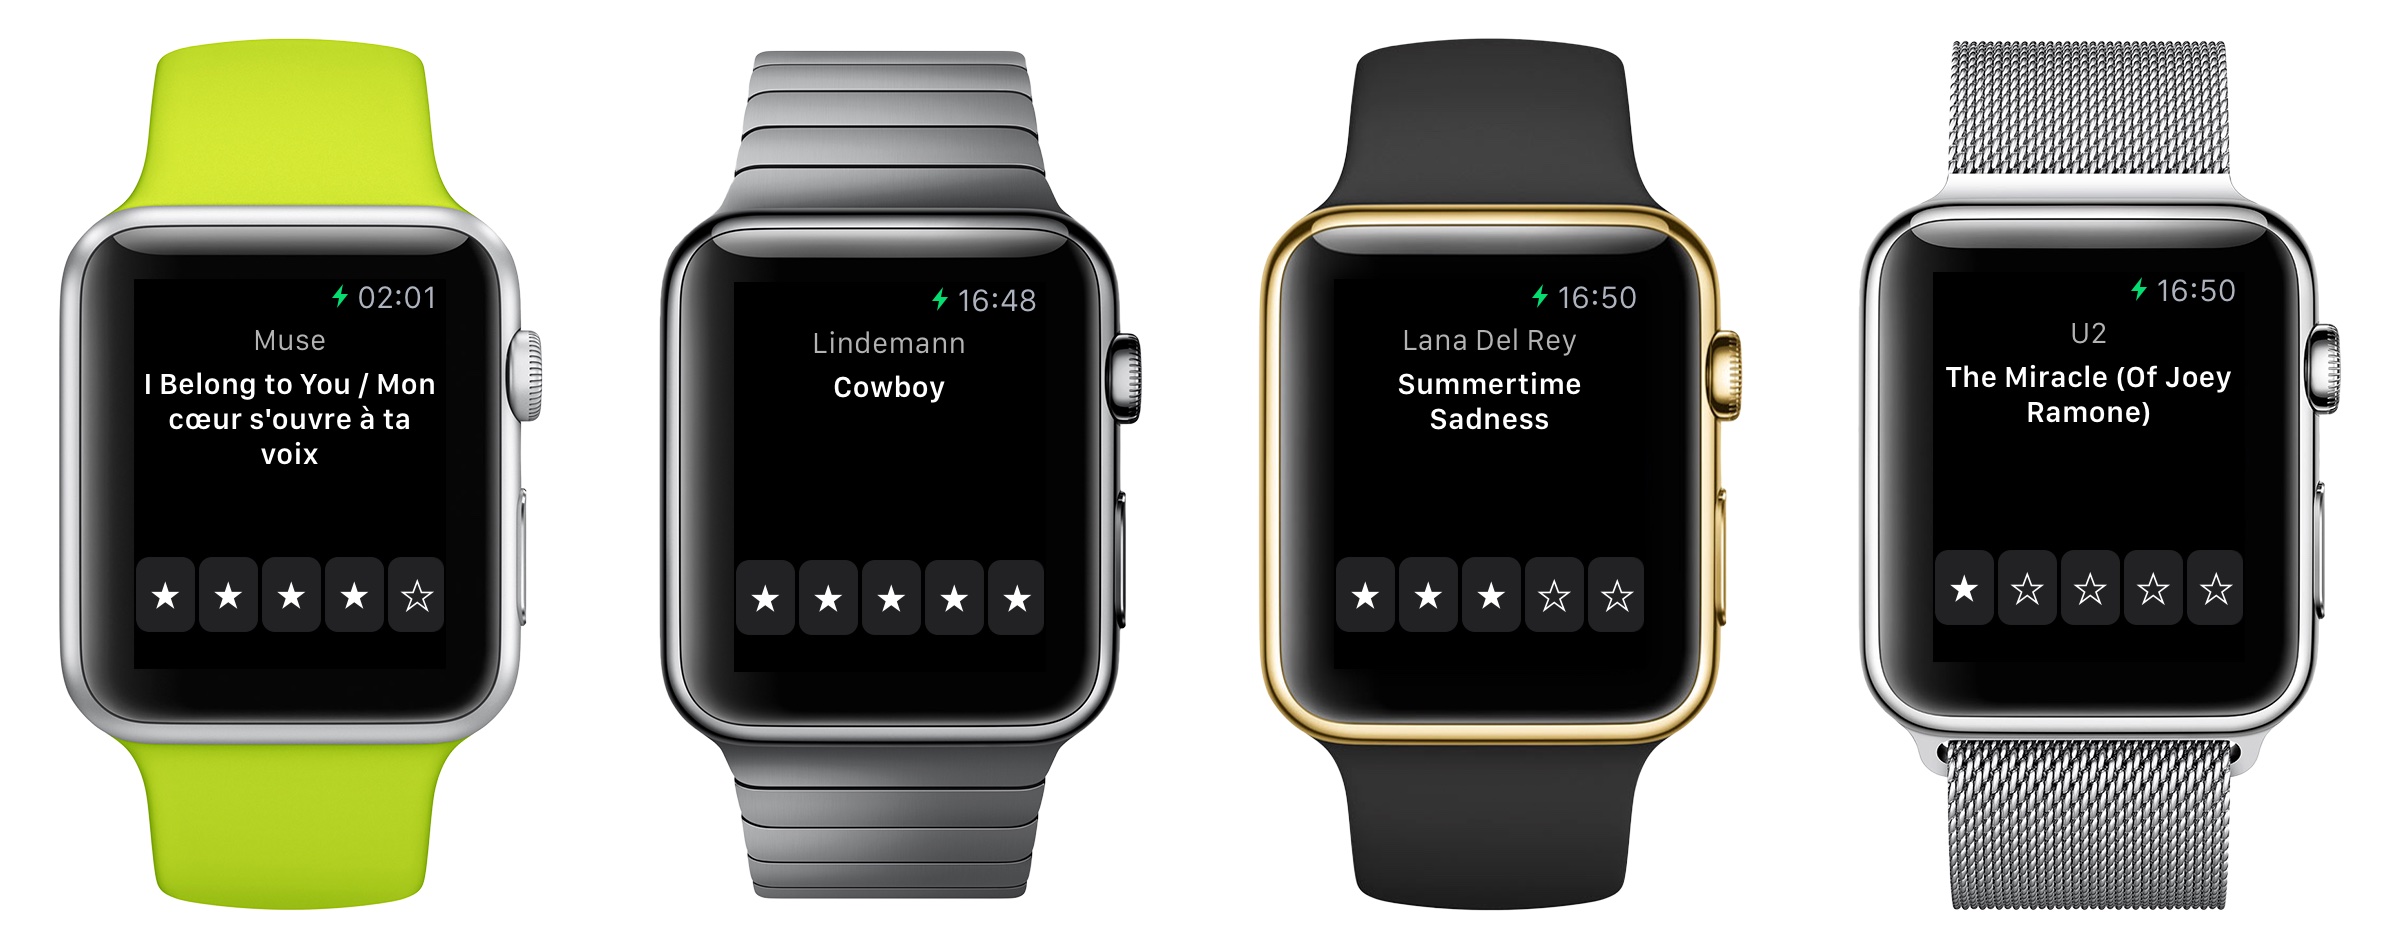 02:01
Muse
I Belong to You / Mon
cœur s'ouvre à ta
voix
★ ★ ★ ★ ☆
16:48
Lindemann
Cowboy
★ ★ ★ ★ ★
16:50
Lana Del Rey
Summertime
Sadness
★ ★ ★ ☆ ☆
16:50
U2
The Miracle (Of Joey
Ramone)
★ ☆ ☆ ☆ ☆